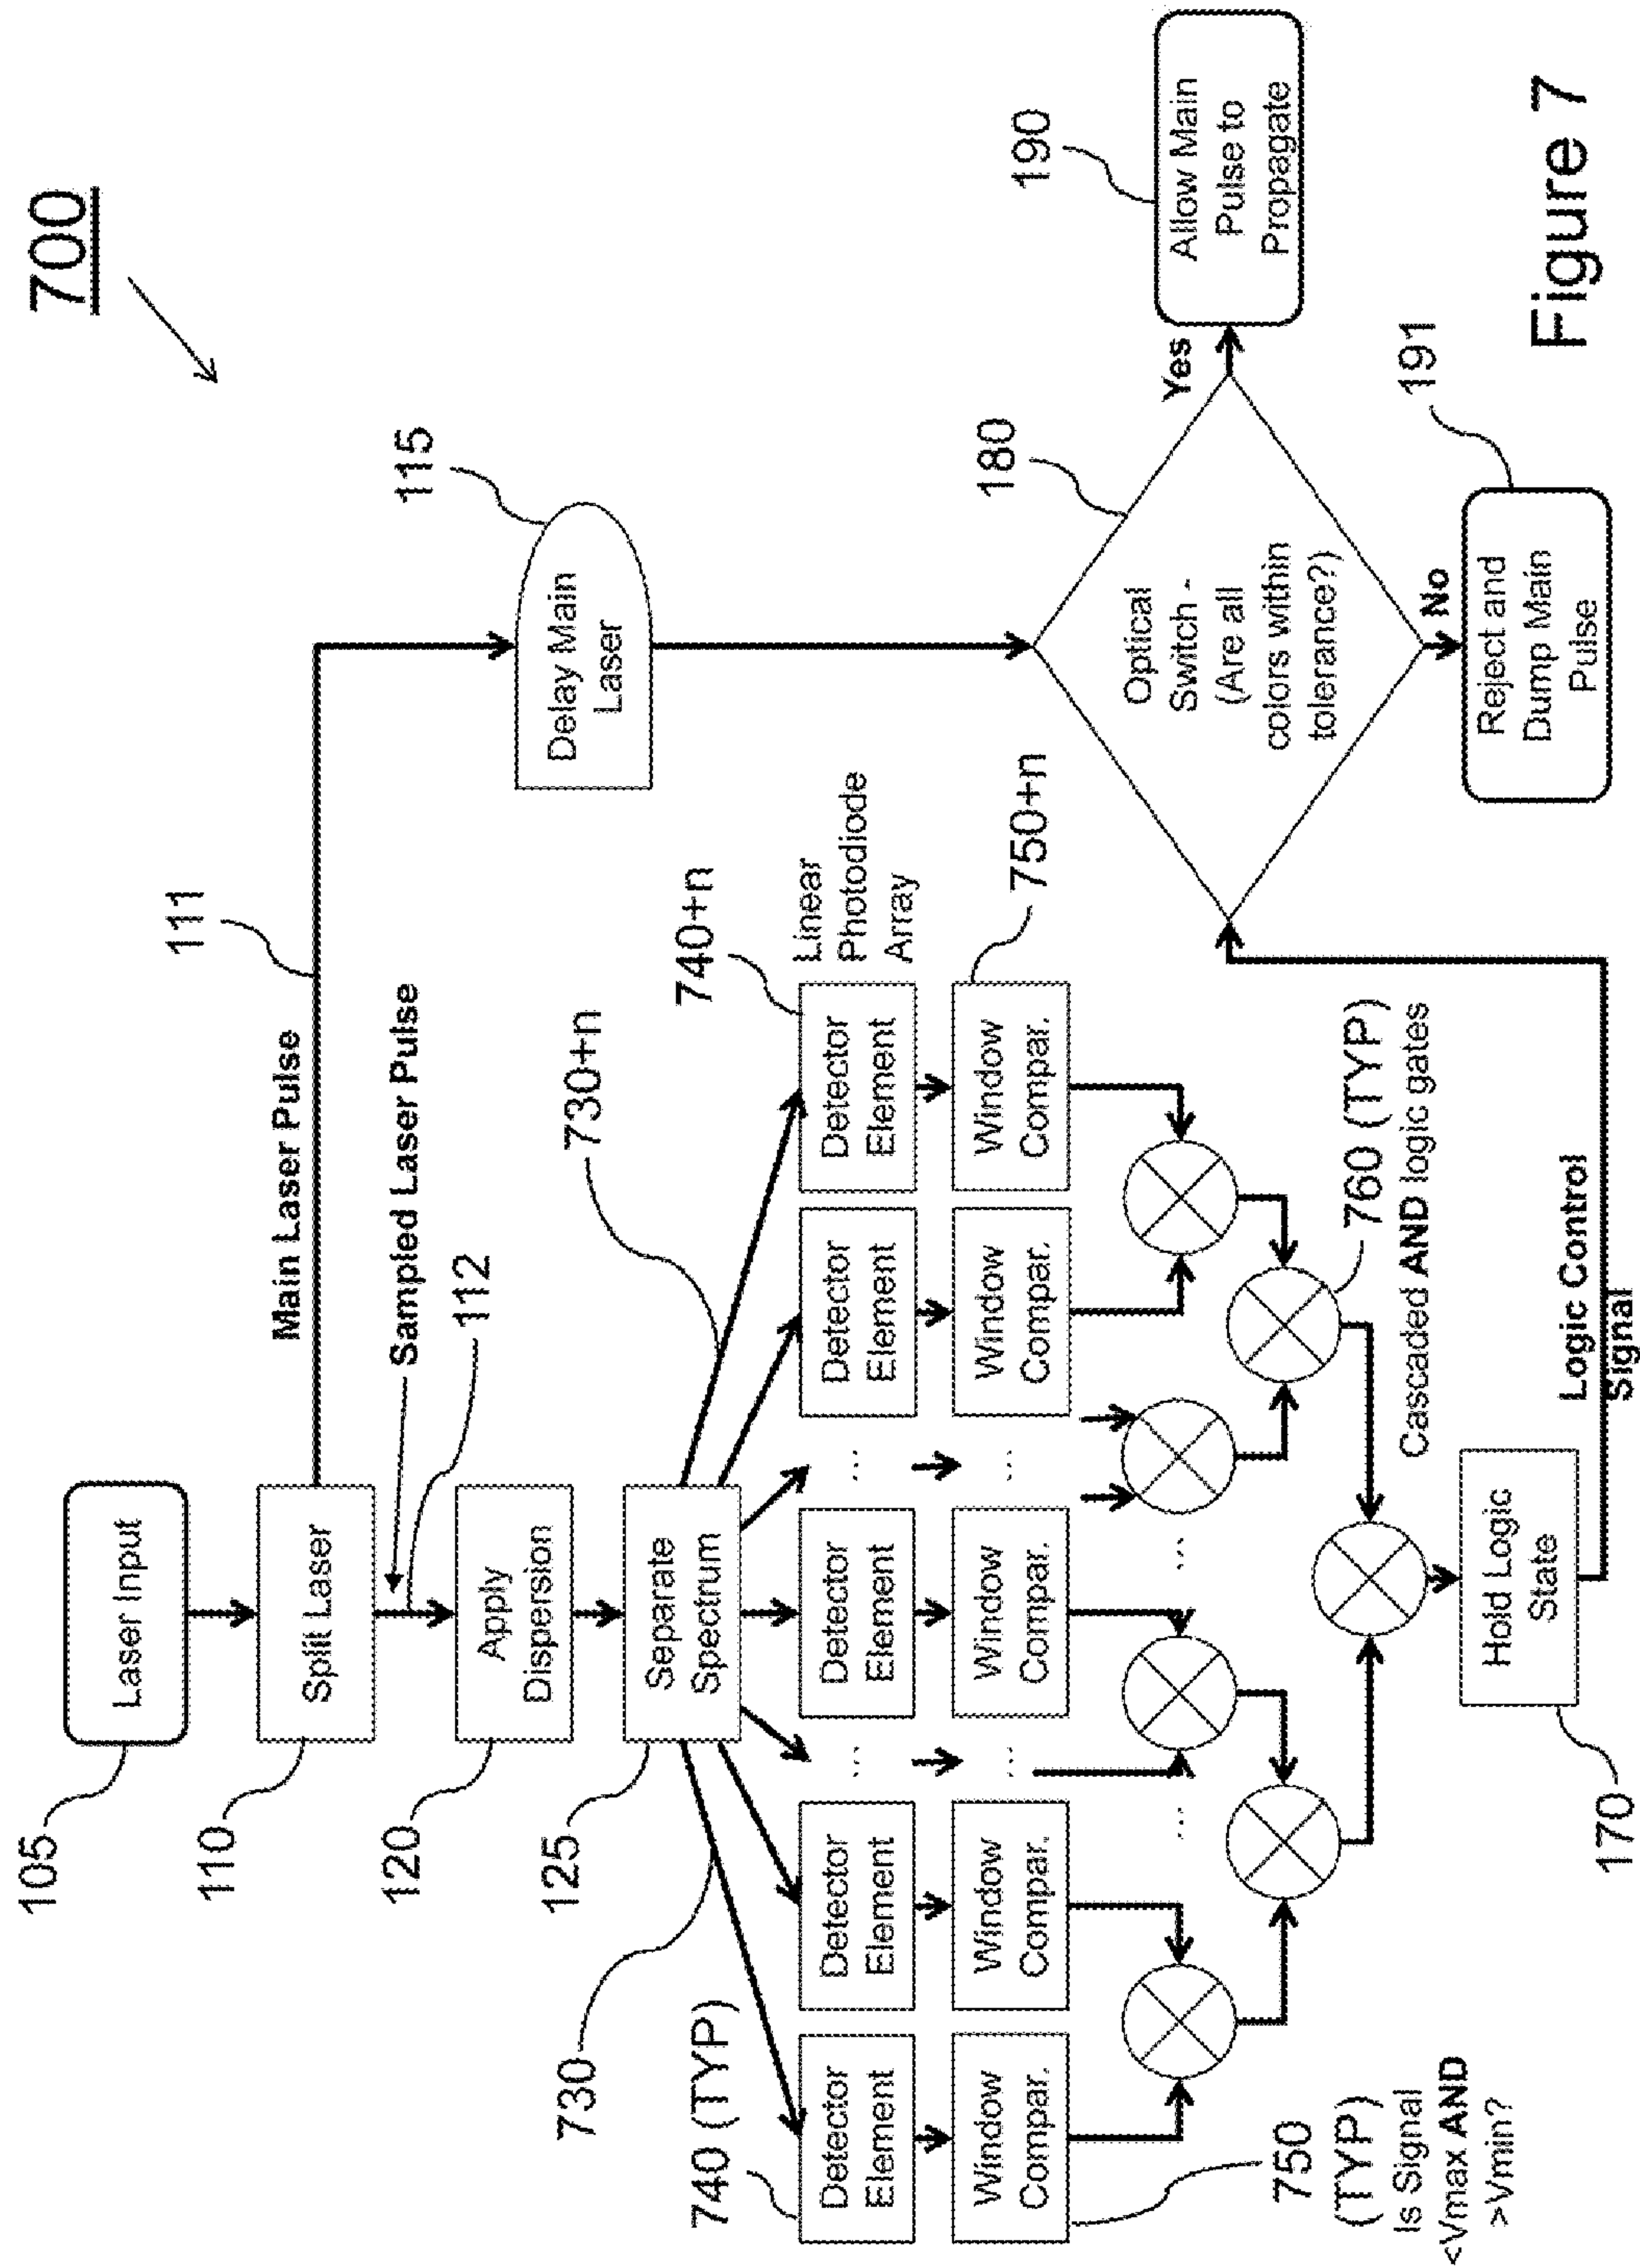 700
105
Laser Input
110
Split Laser
Main Laser Pulse
111
Sampled Laser Pulse
112
120
Apply
Dispersion
115
Delay Main
Laser
125
Separate
Spectrum
730
730+n
740 (TYP)
740+n
Linear
Photodiode
Array
Detector
Element
Detector
Element
...
Detector
Element
...
Detector
Element
Detector
Element
Window
Compar.
Window
Compar.
...
Window
Compar.
...
Window
Compar.
Window
Compar.
750+n
750
(TYP)
Is Signal
<Vmax AND
>Vmin?
...
...
760 (TYP)
Cascaded AND logic gates
170
Hold Logic
State
Logic Control
Signal
180
Optical
Switch -
(Are all
colors within
tolerance?)
Yes
190
Allow Main
Pulse to
Propagate
No
191
Reject and
Dump Main
Pulse
Figure 7